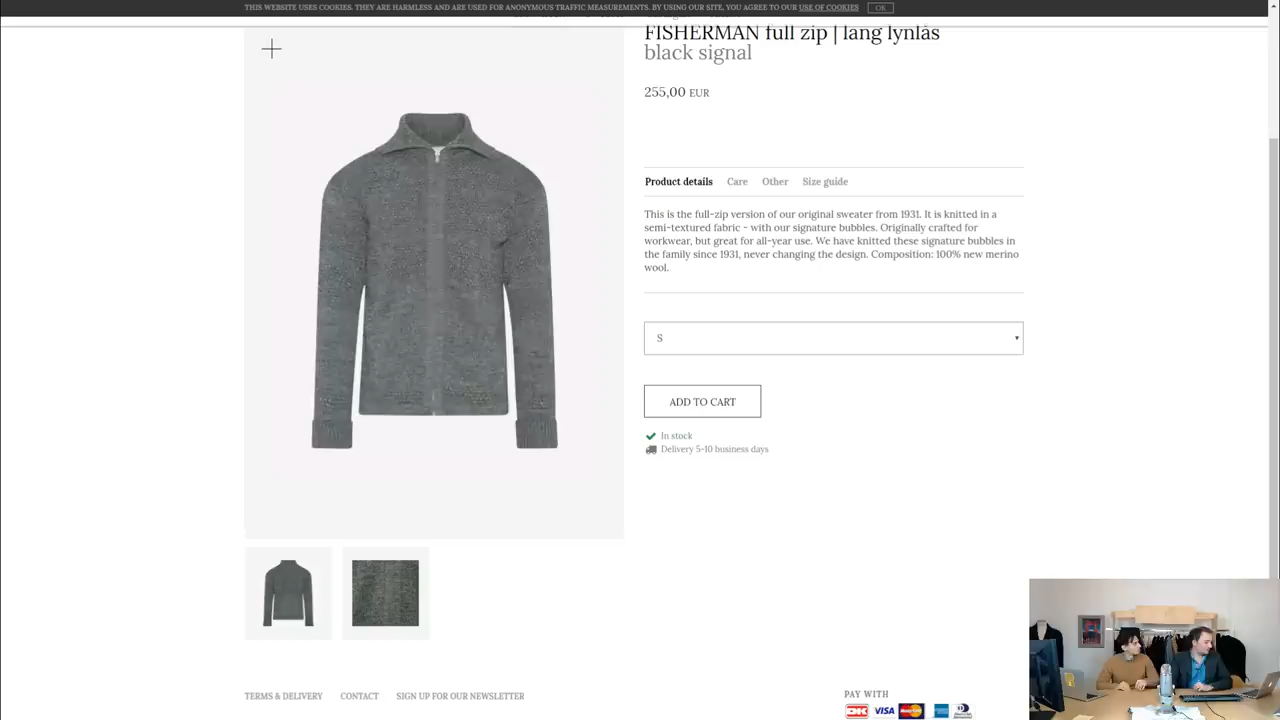 THIS WEBSITE USES COOKIES. THEY ARE HARMLESS AND ARE USED FOR ANONYMOUS TRAFFIC MEASUREMENTS. BY USING OUR SITE, YOU AGREE TO OUR USE OF COOKIES OK
FISHERMAN full zip | lang lynlås
black signal
255,00 EUR
Product details Care Other Size guide
This is the full-zip version of our original sweater from 1931. It is knitted in a
semi-textured fabric - with our signature bubbles. Originally crafted for
workwear, but great for all-year use. We have knitted these signature bubbles in
the family since 1931, never changing the design. Composition: 100% new merino
wool.
S
ADD TO CART
In stock
Delivery 5-10 business days
TERMS & DELIVERY CONTACT SIGN UP FOR OUR NEWSLETTER
PAY WITH
VISA
MasterCard